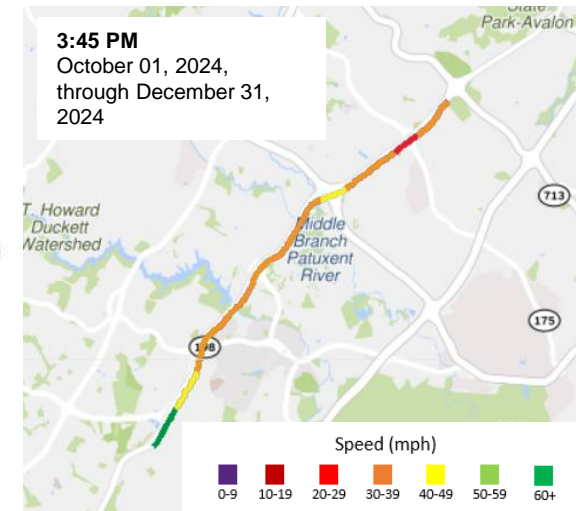 State
Park-Avalon
3:45 PM
October 01, 2024,
through December 31,
2024
713
T. Howard
Duckett
Watershed
Middle
Branch
Patuxent
River
175
198
Speed (mph)
0-9 10-19 20-29 30-39 40-49 50-59 60+